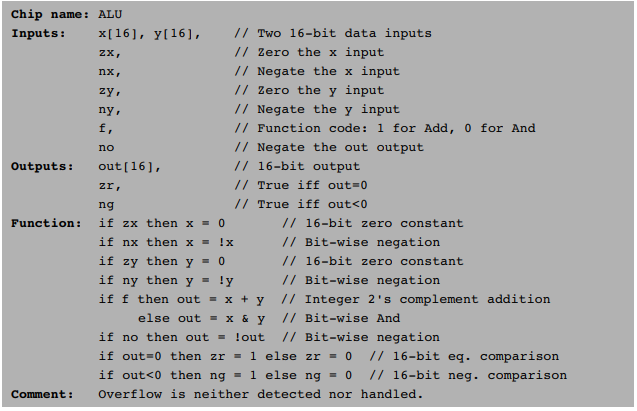 Chip name: ALU
Inputs: x[16], y[16], // Two 16-bit data inputs
zx, // Zero the x input
nx, // Negate the x input
zy, // Zero the y input
ny, // Negate the y input
f, // Function code: 1 for Add, 0 for And
no // Negate the out output
Outputs: out[16], // 16-bit output
zr, // True iff out=0
ng // True iff out<0
Function: if zx then x = 0 // 16-bit zero constant
if nx then x = !x // Bit-wise negation
if zy then y = 0 // 16-bit zero constant
if ny then y = !y // Bit-wise negation
if f then out = x + y // Integer 2's complement addition
else out = x & y // Bit-wise And
if no then out = !out // Bit-wise negation
if out=0 then zr = 1 else zr = 0 // 16-bit eq. comparison
if out<0 then ng = 1 else ng = 0 // 16-bit neg. comparison
Comment: Overflow is neither detected nor handled.